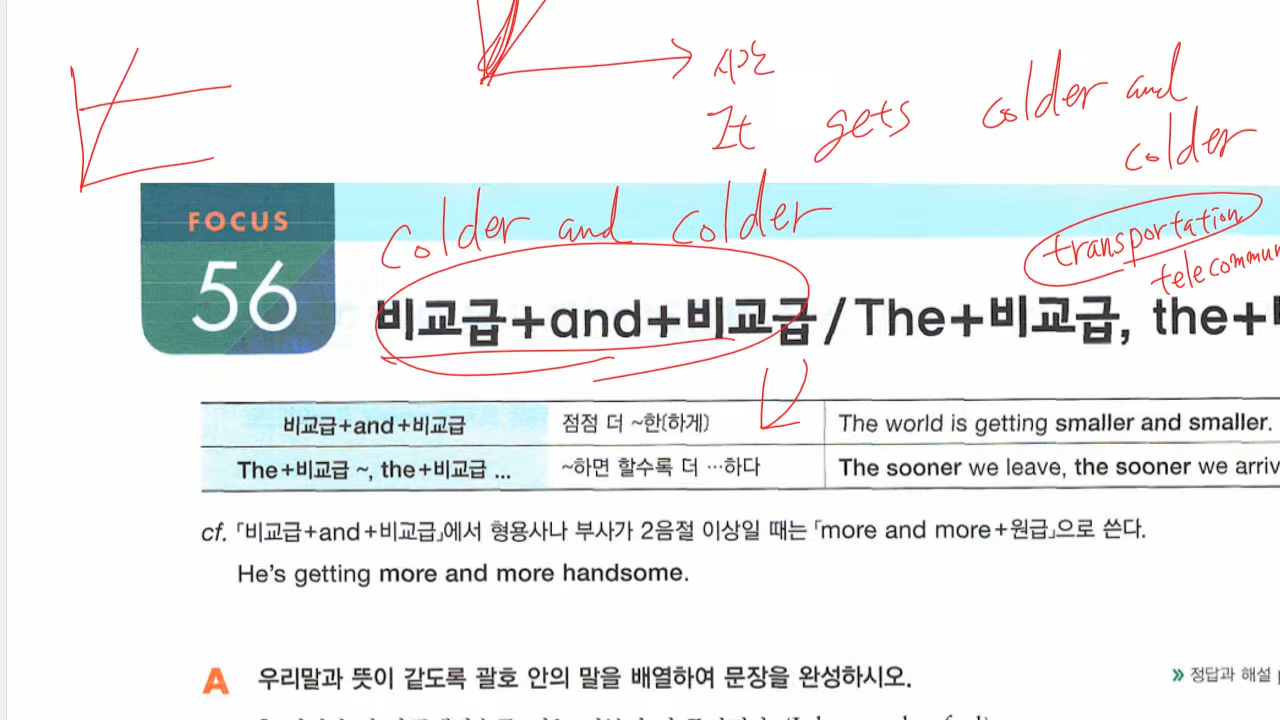 시간
It gets colder and
colder
colder and colder
transportation
FOCUS
56
비교급+and+비교급 / The+비교급, the+
비교급+and+비교급 점점 더 ~한(하게) The world is getting smaller and smaller.
The+비교급 ~, the+비교급 ... ~하면 할수록 더 …하다 The sooner we leave, the sooner we
cf. 「비교급+and+비교급」에서 형용사나 부사가 2음절 이상일 때는 「more and more+원급」으로 쓴다.
He's getting more and more handsome.
A 우리말과 뜻이 같도록 괄호 안의 말을 배열하여 문장을 완성하시오.
» 정답과 해설